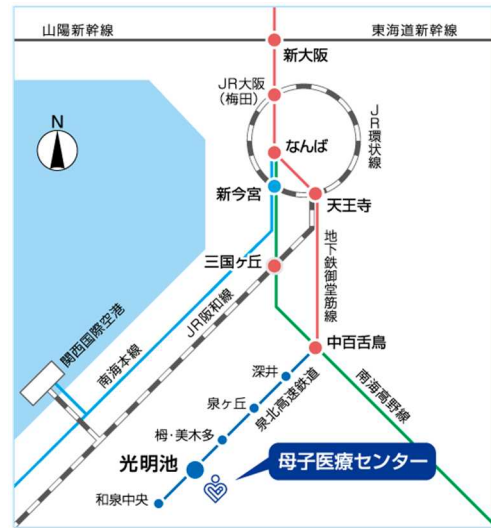 山陽新幹線
東海道新幹線
新大阪
JR大阪
(梅田)
JR環状線
N
なんば
新今宮
天王寺
三国ヶ丘
地下鉄御堂筋線
JR阪和線
関西国際空港
南海本線
中百舌鳥
深井
泉北高速鉄道
南海高野線
泉ヶ丘
栂・美木多
光明池
母子医療センター
和泉中央